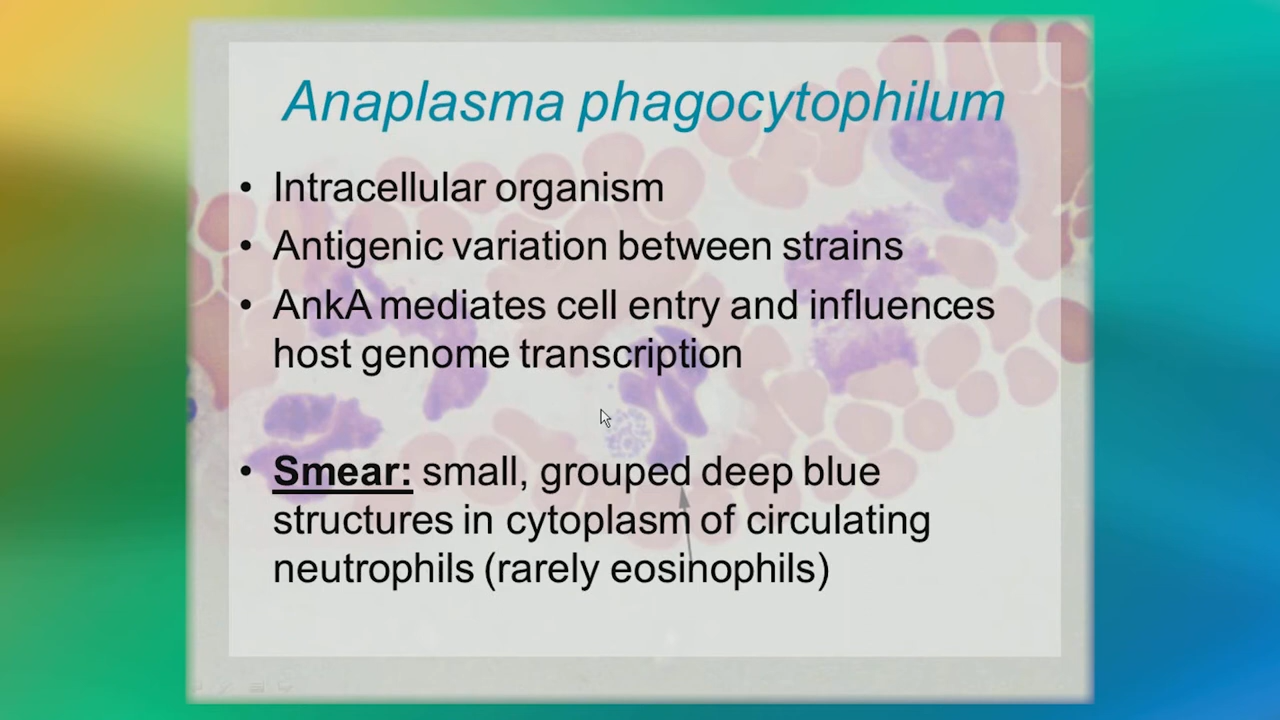 Anaplasma phagocytophilum
• Intracellular organism
• Antigenic variation between strains
• AnkA mediates cell entry and influences
host genome transcription
• Smear: small, grouped deep blue
structures in cytoplasm of circulating
neutrophils (rarely eosinophils)